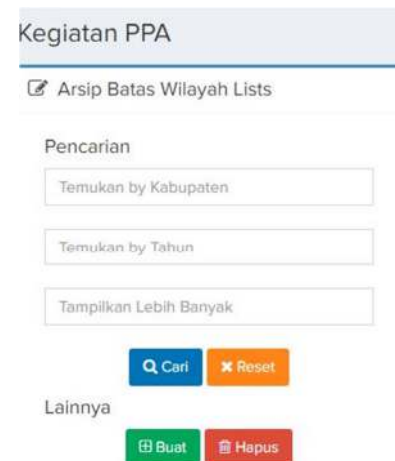 Kegiatan PPA
Arsip Batas Wilayah Lists
Pencarian
Temukan by Kabupaten
Temukan by Tahun
Tampilkan Lebih Banyak
Cari Reset
Lainnya
Buat Hapus